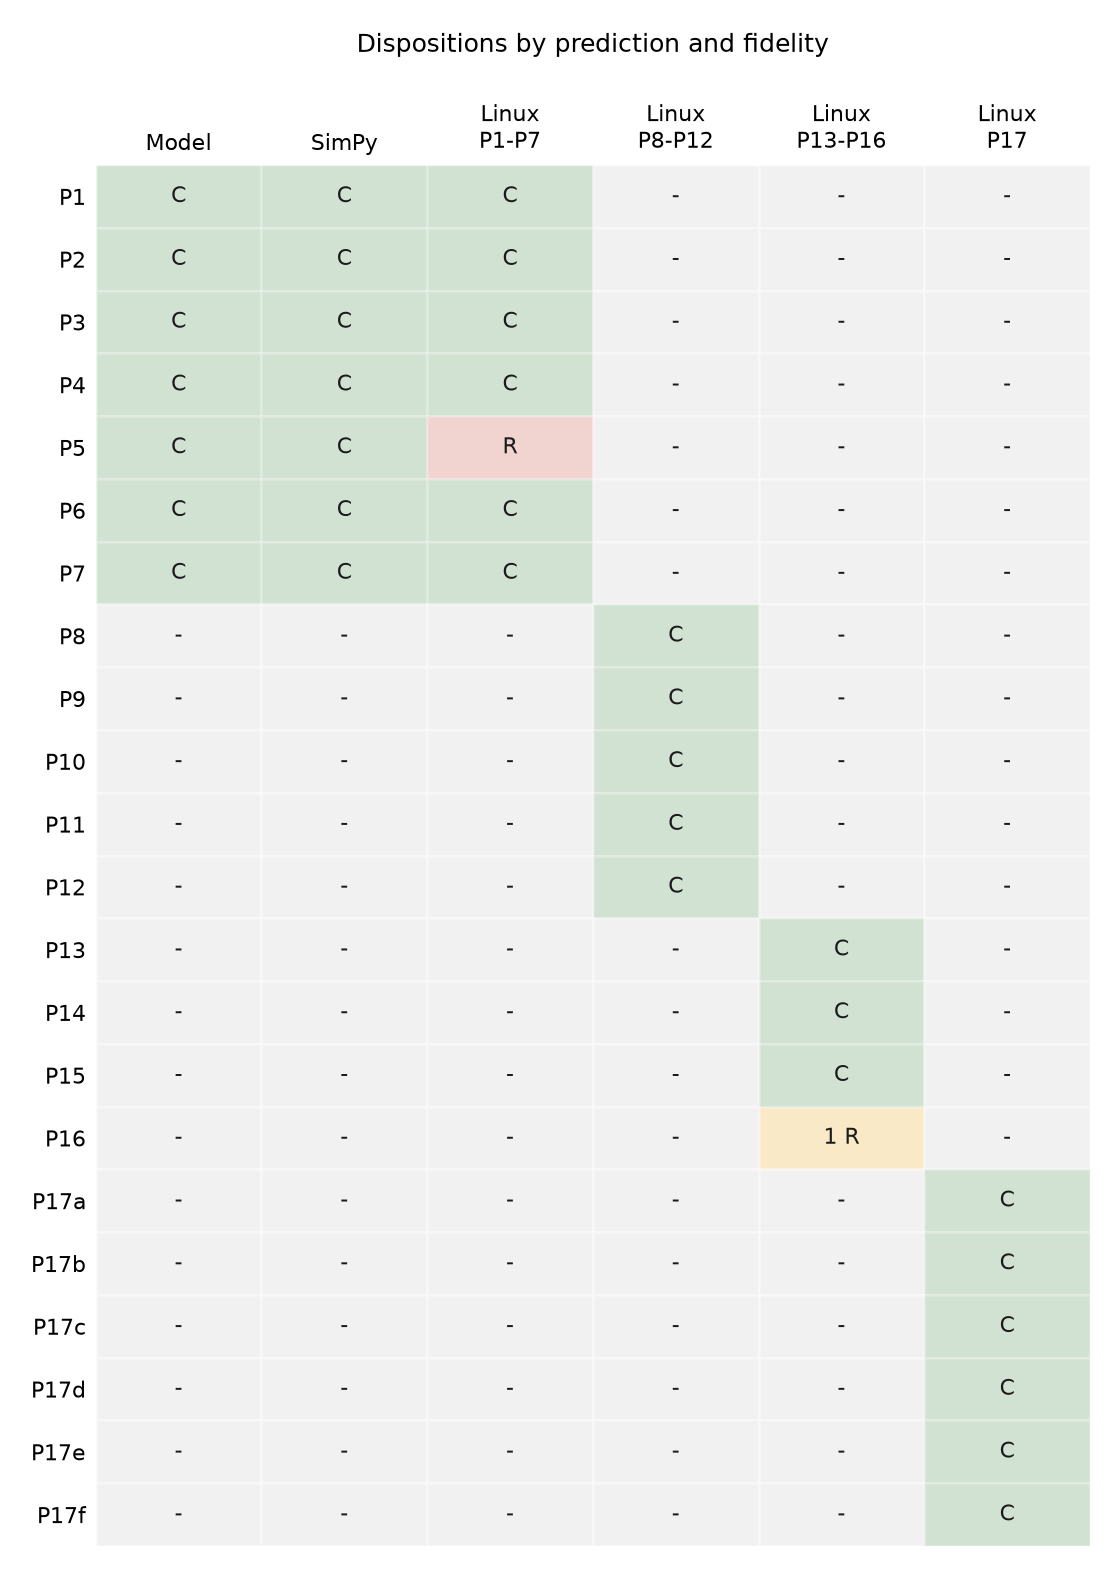 Dispositions by prediction and fidelity
Model SimPy Linux P1-P7 Linux P8-P12 Linux P13-P16 Linux P17
P1 C C C - - -
P2 C C C - - -
P3 C C C - - -
P4 C C C - - -
P5 C C R - - -
P6 C C C - - -
P7 C C C - - -
P8 - - - C - -
P9 - - - C - -
P10 - - - C - -
P11 - - - C - -
P12 - - - C - -
P13 - - - - C -
P14 - - - - C -
P15 - - - - C -
P16 - - - - 1 R -
P17a - - - - - C
P17b - - - - - C
P17c - - - - - C
P17d - - - - - C
P17e - - - - - C
P17f - - - - - C